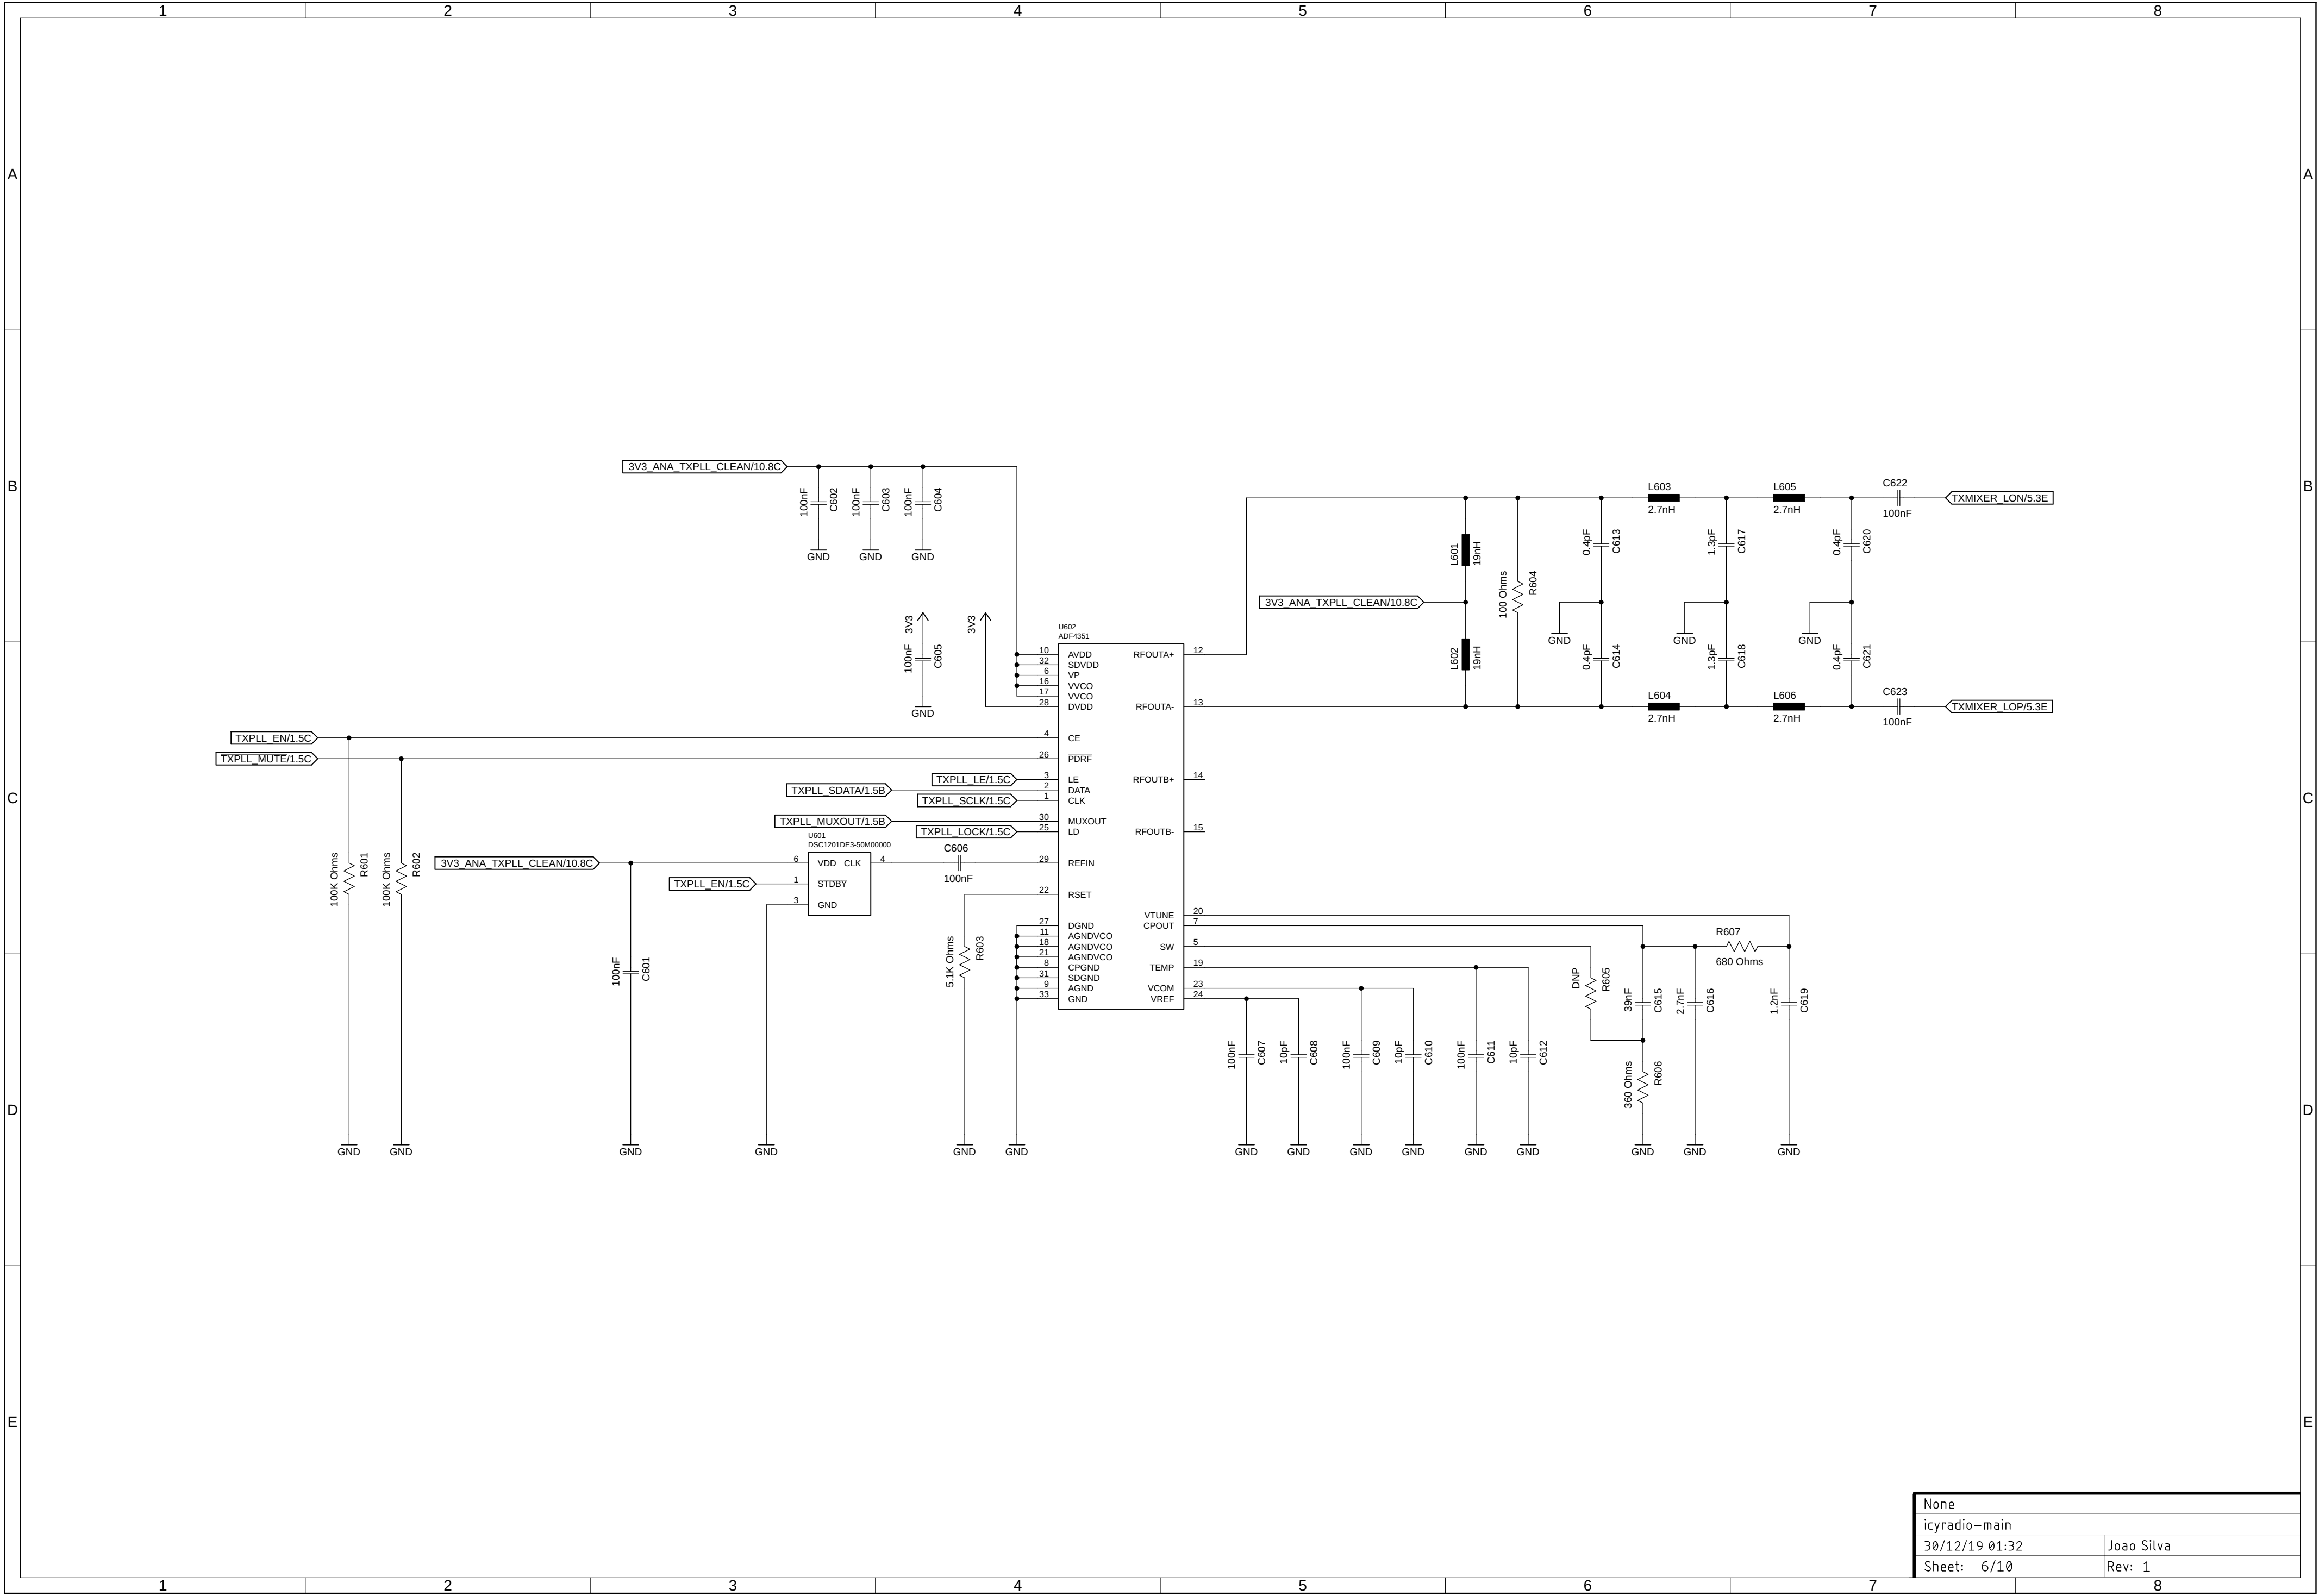 1 2 3 4 5 6 7 8
A A
B B
C C
D D
E E
3V3_ANA_TXPLL_CLEAN/10.8C
100nF C602
100nF C603
100nF C604
GND GND GND
3V3
100nF C605
GND
3V3
U602
ADF4351
10 AVDD
32 SDVDD
6 VP
16 VVCO
17 VVCO
28 DVDD
4 CE
26 PDRF
3 LE
2 DATA
1 CLK
30 MUXOUT
25 LD
29 REFIN
22 RSET
27 DGND
11 AGNDVCO
18 AGNDVCO
21 AGNDVCO
8 CPGND
31 SDGND
9 AGND
33 GND
RFOUTA+ 12
RFOUTA- 13
RFOUTB+ 14
RFOUTB- 15
VTUNE 20
CPOUT 7
SW 5
TEMP 19
VCOM 23
VREF 24
TXPLL_EN/1.5C
TXPLL_MUTE/1.5C
TXPLL_LE/1.5C
TXPLL_SDATA/1.5B
TXPLL_SCLK/1.5C
TXPLL_MUXOUT/1.5B
TXPLL_LOCK/1.5C
U601
DSC1201DE3-50M00000
6 VDD CLK 4
1 STDBY
3 GND
3V3_ANA_TXPLL_CLEAN/10.8C
TXPLL_EN/1.5C
C606
100nF
100K Ohms R601
100K Ohms R602
100nF C601
5.1K Ohms R603
GND GND GND GND GND GND
3V3_ANA_TXPLL_CLEAN/10.8C
L601 19nH
L602 19nH
100 Ohms R604
0.4pF C613
0.4pF C614
GND
L603
2.7nH
L604
2.7nH
1.3pF C617
1.3pF C618
GND
L605
2.7nH
L606
2.7nH
0.4pF C620
0.4pF C621
GND
C622
100nF
C623
100nF
TXMIXER_LON/5.3E
TXMIXER_LOP/5.3E
100nF C607
10pF C608
100nF C609
10pF C610
100nF C611
10pF C612
DNP R605
39nF C615
360 Ohms R606
2.7nF C616
R607
680 Ohms
1.2nF C619
GND GND GND GND GND GND GND GND GND
None
icyradio-main
30/12/19 01:32 Joao Silva
Sheet: 6/10 Rev: 1
1 2 3 4 5 6 7 8